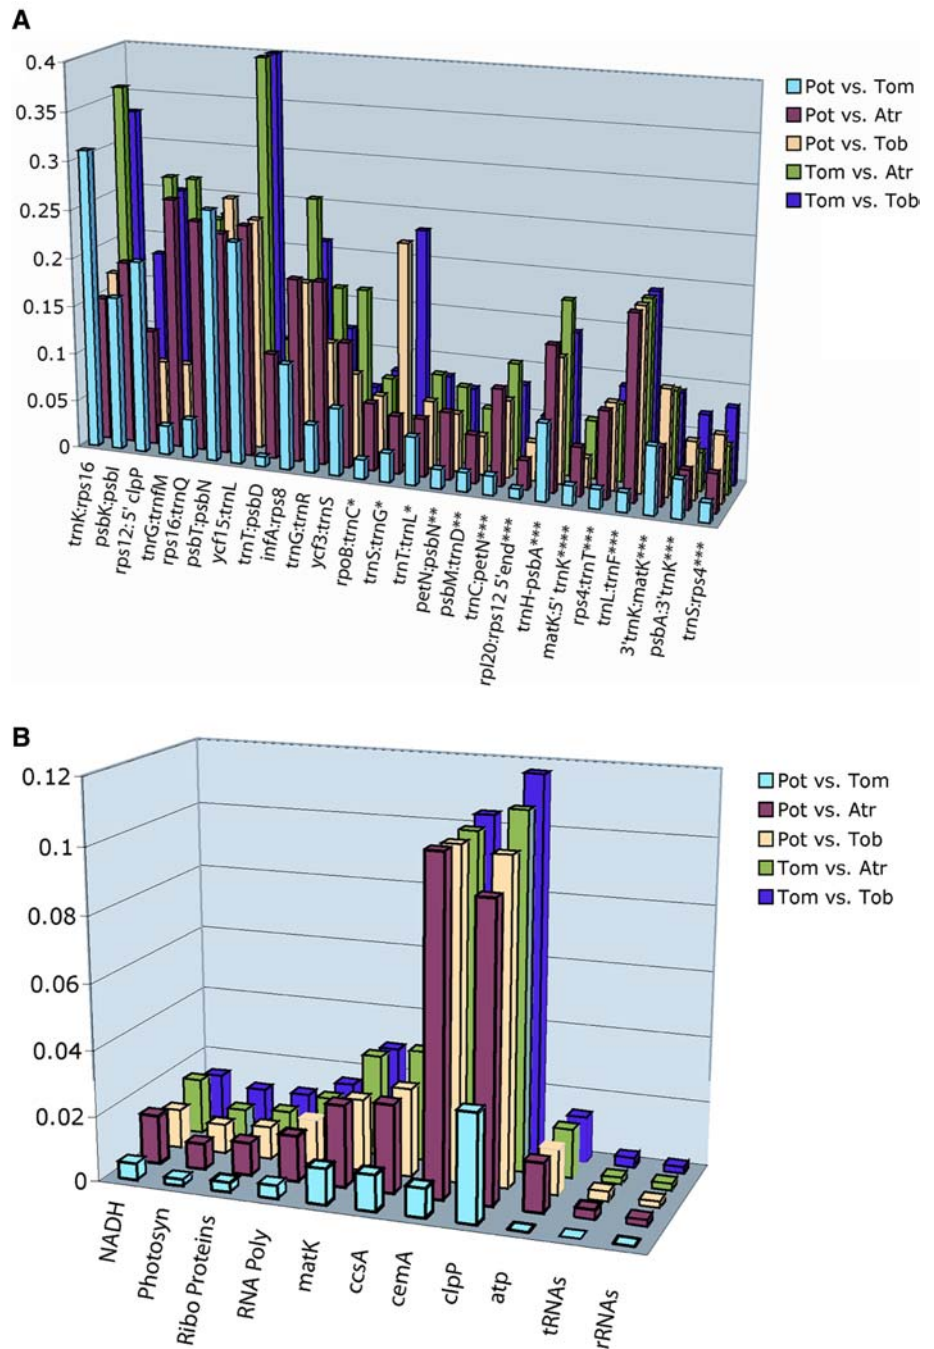 A
0.4
0.35
0.3
0.25
0.2
0.15
0.1
0.05
0
trnK:rps16
psbK:psbI
rps12: 5' clpP
tnrG:trnfM
rps16:trnQ
psbT:psbN
ycf15:trnL
trnT:psbD
infA:rps8
trnG:trnR
ycf3:trnS
rpoB:trnC*
trnS:trnG*
trnT:trnL*
petN:psbN**
psbM:trnD**
trnC:petN***
rpl20:rps12 5'end***
trnH-psbA***
matK:5' trnK****
rps4:trnT***
trnL:trnF***
3'trnK:matK***
psbA:3'trnK***
trnS:rps4***
Pot vs. Tom
Pot vs. Atr
Pot vs. Tob
Tom vs. Atr
Tom vs. Tob
B
0.12
0.1
0.08
0.06
0.04
0.02
0
NADH
Photosyn
Ribo Proteins
RNA Poly
matK
ccsA
cemA
clpP
atp
tRNAs
rRNAs
Pot vs. Tom
Pot vs. Atr
Pot vs. Tob
Tom vs. Atr
Tom vs. Tob